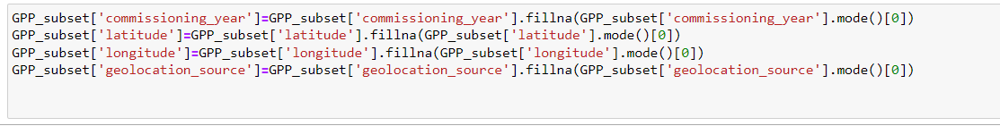 GPP_subset['commissioning_year']=GPP_subset['commissioning_year'].fillna(GPP_subset['commissioning_year'].mode()[0])
GPP_subset['latitude']=GPP_subset['latitude'].fillna(GPP_subset['latitude'].mode()[0])
GPP_subset['longitude']=GPP_subset['longitude'].fillna(GPP_subset['longitude'].mode()[0])
GPP_subset['geolocation_source']=GPP_subset['geolocation_source'].fillna(GPP_subset['geolocation_source'].mode()[0])